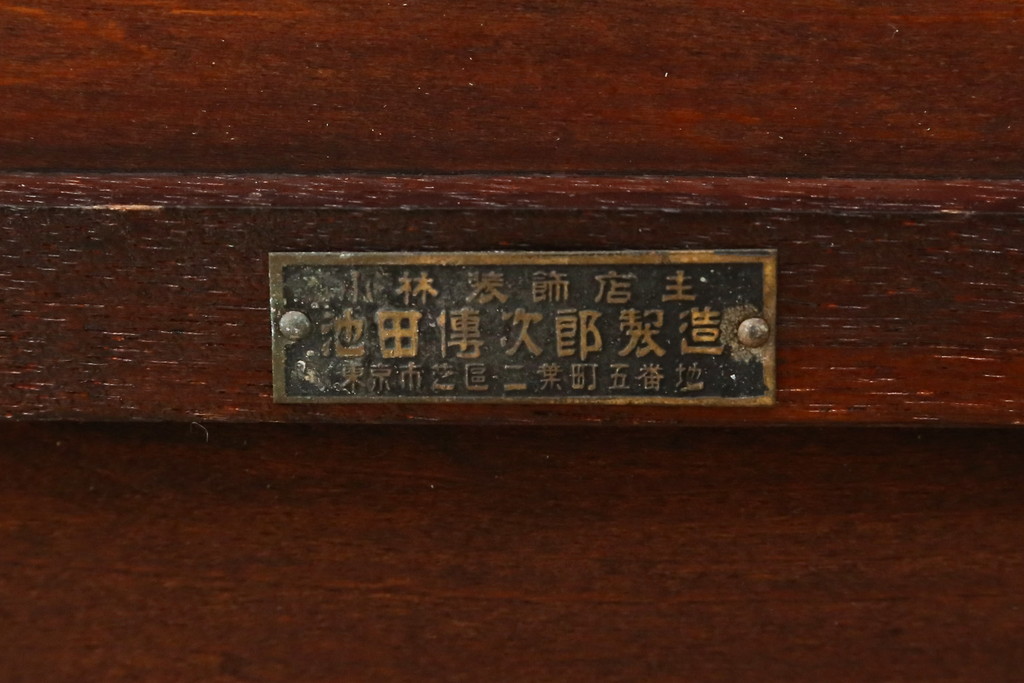 小林装飾店主
池田傳次郎製造
東京市芝區二葉町五番地